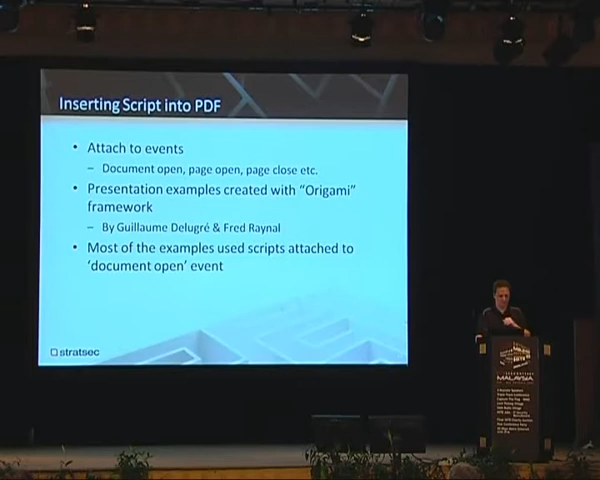 Inserting Script into PDF
• Attach to events
– Document open, page open, page close etc.
• Presentation examples created with “Origami”
framework
– By Guillaume Delugré & Fred Raynal
• Most of the examples used scripts attached to
‘document open’ event
stratsec
MALAYSIA